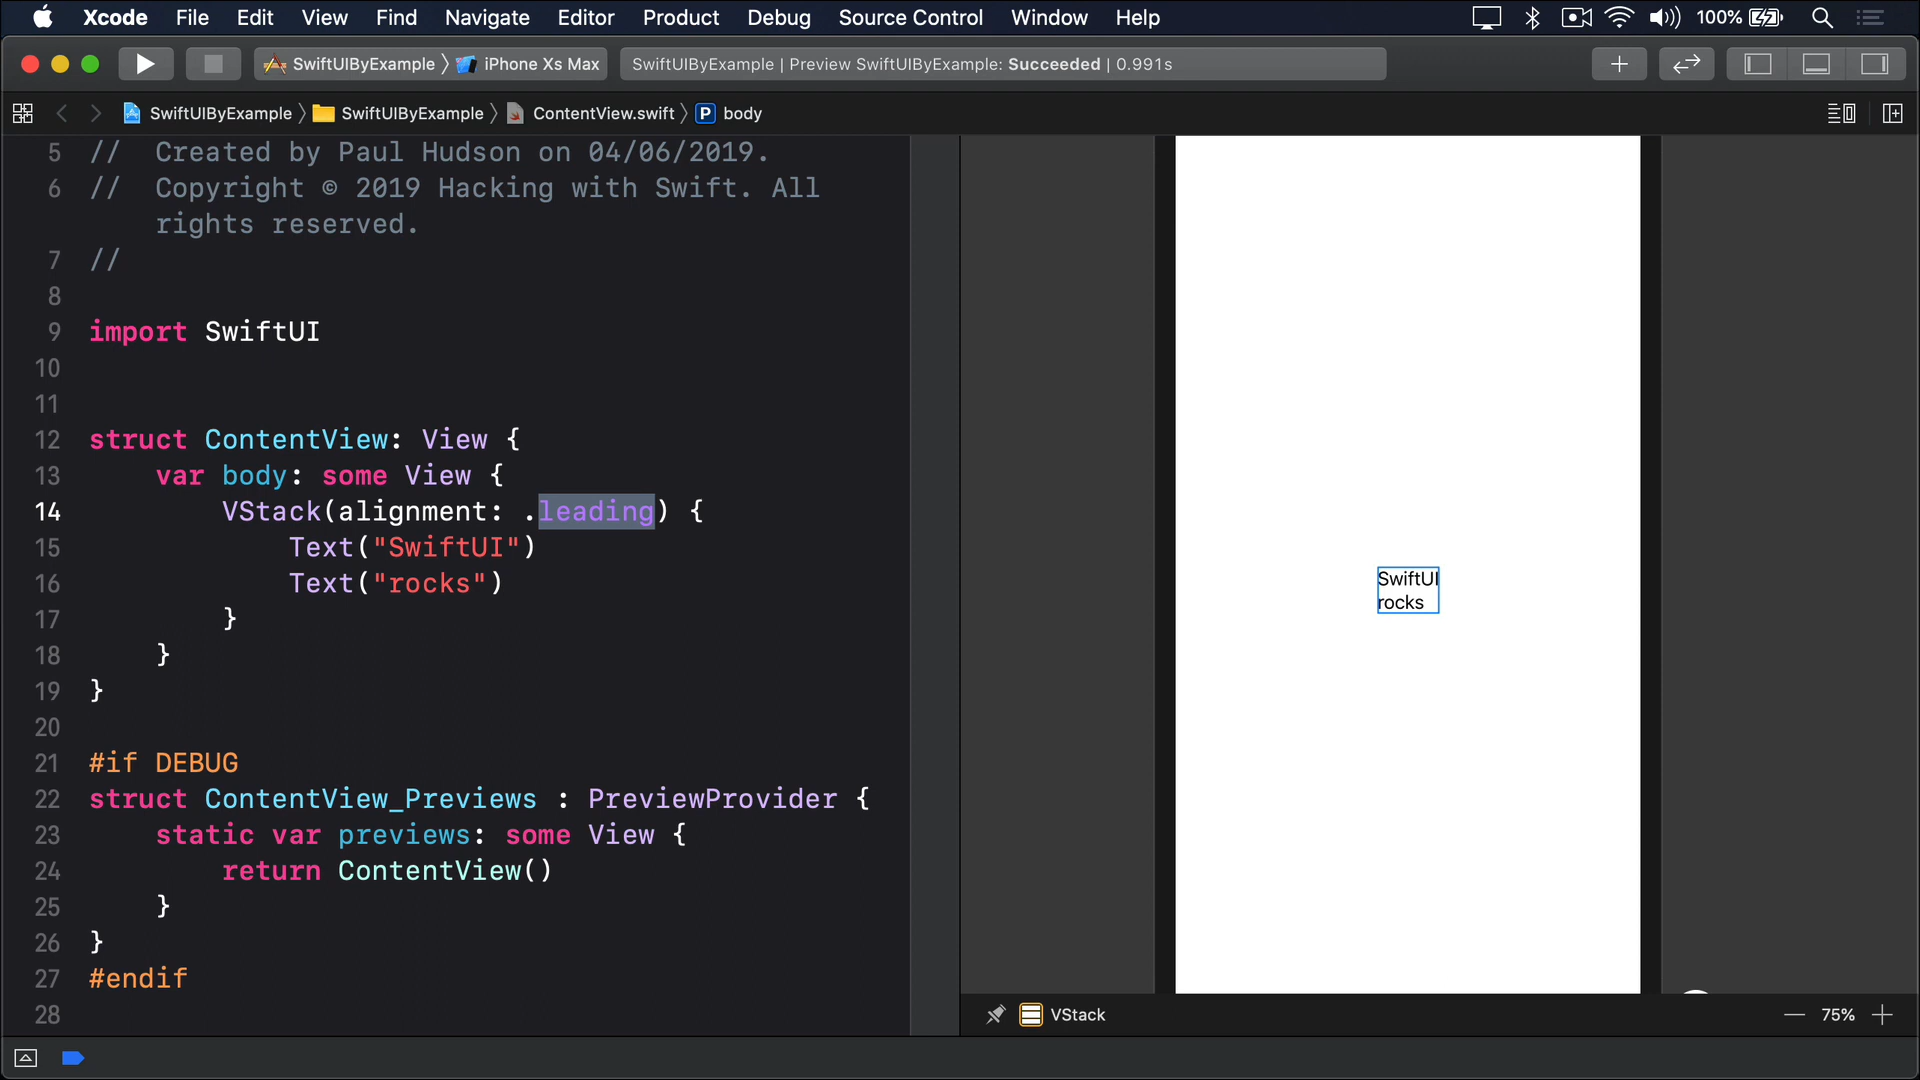 Xcode File Edit View Find Navigate Editor Product Debug Source Control Window Help 100%
SwiftUIByExample iPhone Xs Max SwiftUIByExample | Preview SwiftUIByExample: Succeeded | 0.991s
SwiftUIByExample SwiftUIByExample ContentView.swift P body
5 // Created by Paul Hudson on 04/06/2019.
6 // Copyright © 2019 Hacking with Swift. All
rights reserved.
7 //
8
9 import SwiftUI
10
11
12 struct ContentView: View {
13 var body: some View {
14 VStack(alignment: .leading) {
15 Text("SwiftUI")
16 Text("rocks")
17 }
18 }
19 }
20
21 #if DEBUG
22 struct ContentView_Previews : PreviewProvider {
23 static var previews: some View {
24 return ContentView()
25 }
26 }
27 #endif
28
SwiftUI
rocks
VStack
75%